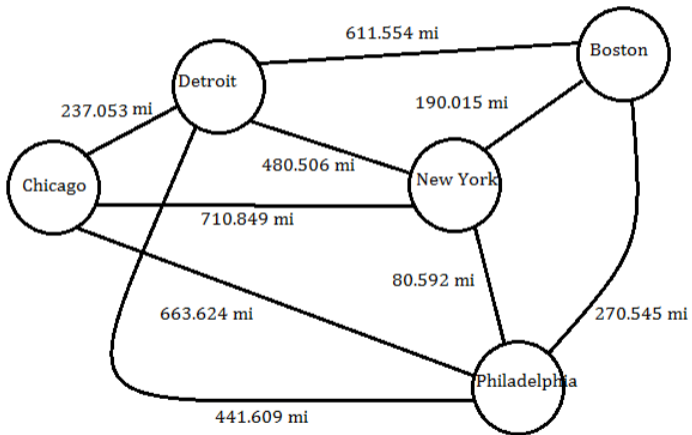 611.554 mi
Boston
Detroit
237.053 mi
190.015 mi
480.506 mi
New York
Chicago
710.849 mi
80.592 mi
663.624 mi
270.545 mi
Philadelphia
441.609 mi